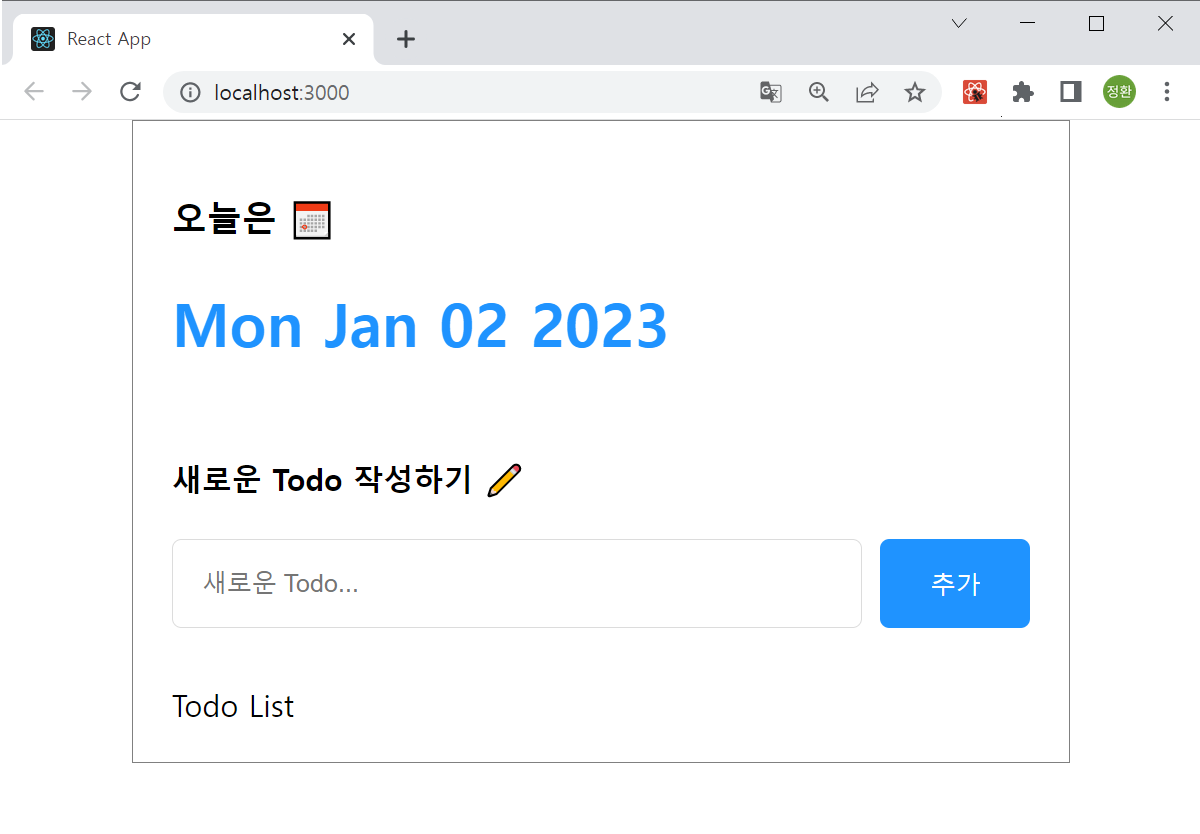 React App
localhost:3000
정환
오늘은 📅
Mon Jan 02 2023
새로운 Todo 작성하기 ✏️
새로운 Todo...
추가
Todo List